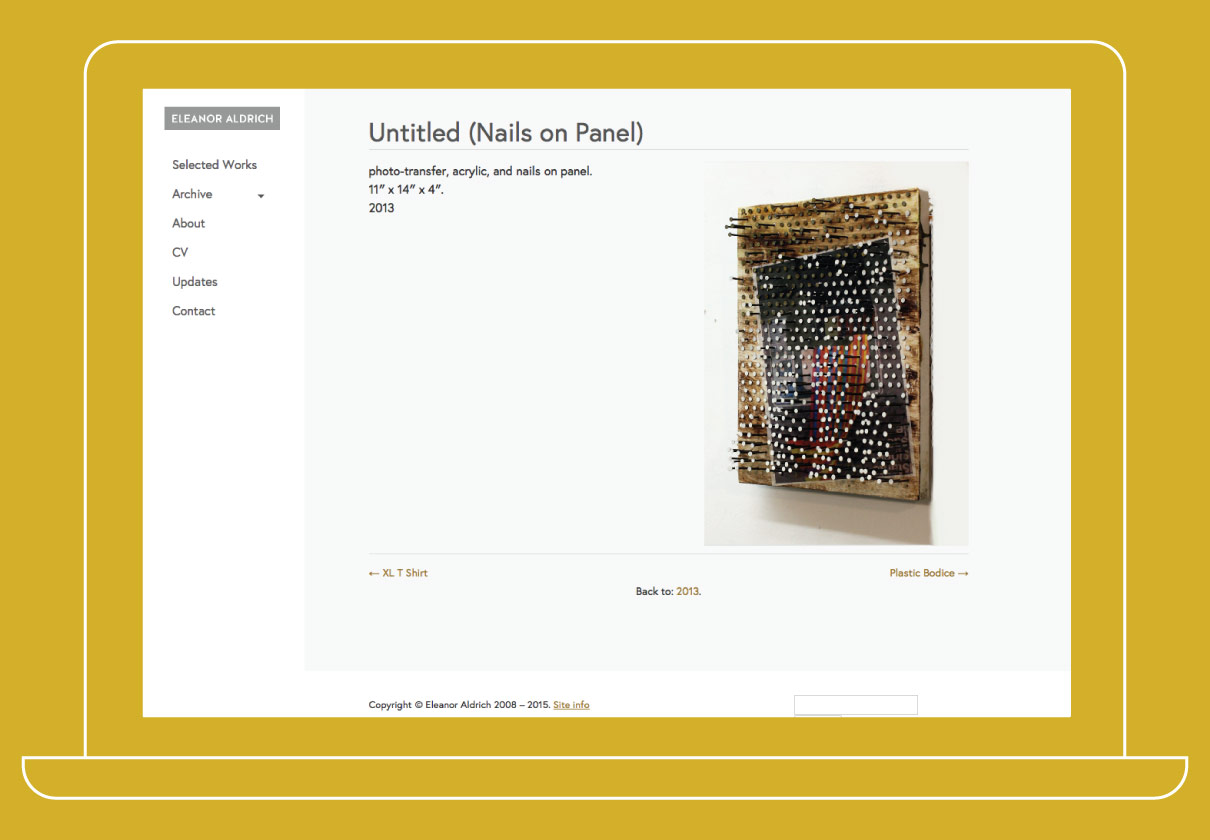 ELEANOR ALDRICH
Selected Works
Archive
About
CV
Updates
Contact
Untitled (Nails on Panel)
photo-transfer, acrylic, and nails on panel.
11″ x 14″ x 4″.
2013
← XL T Shirt
Plastic Bodice →
Back to: 2013.
Copyright © Eleanor Aldrich 2008 – 2015. Site info